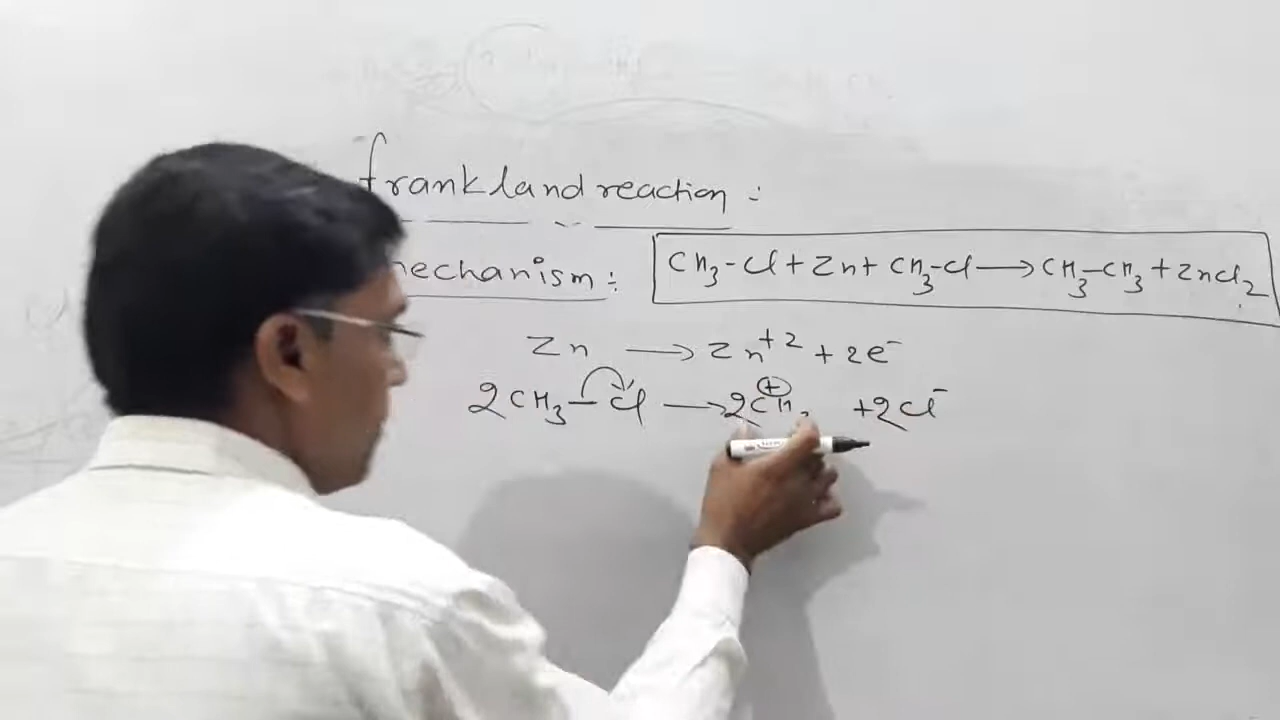 frankland reaction :
mechanism :- CH3-Cl + Zn + CH3-Cl → CH3-CH3 + ZnCl2
Zn → Zn+2 + 2e-
2CH3-Cl → 2CH3 + 2Cl-